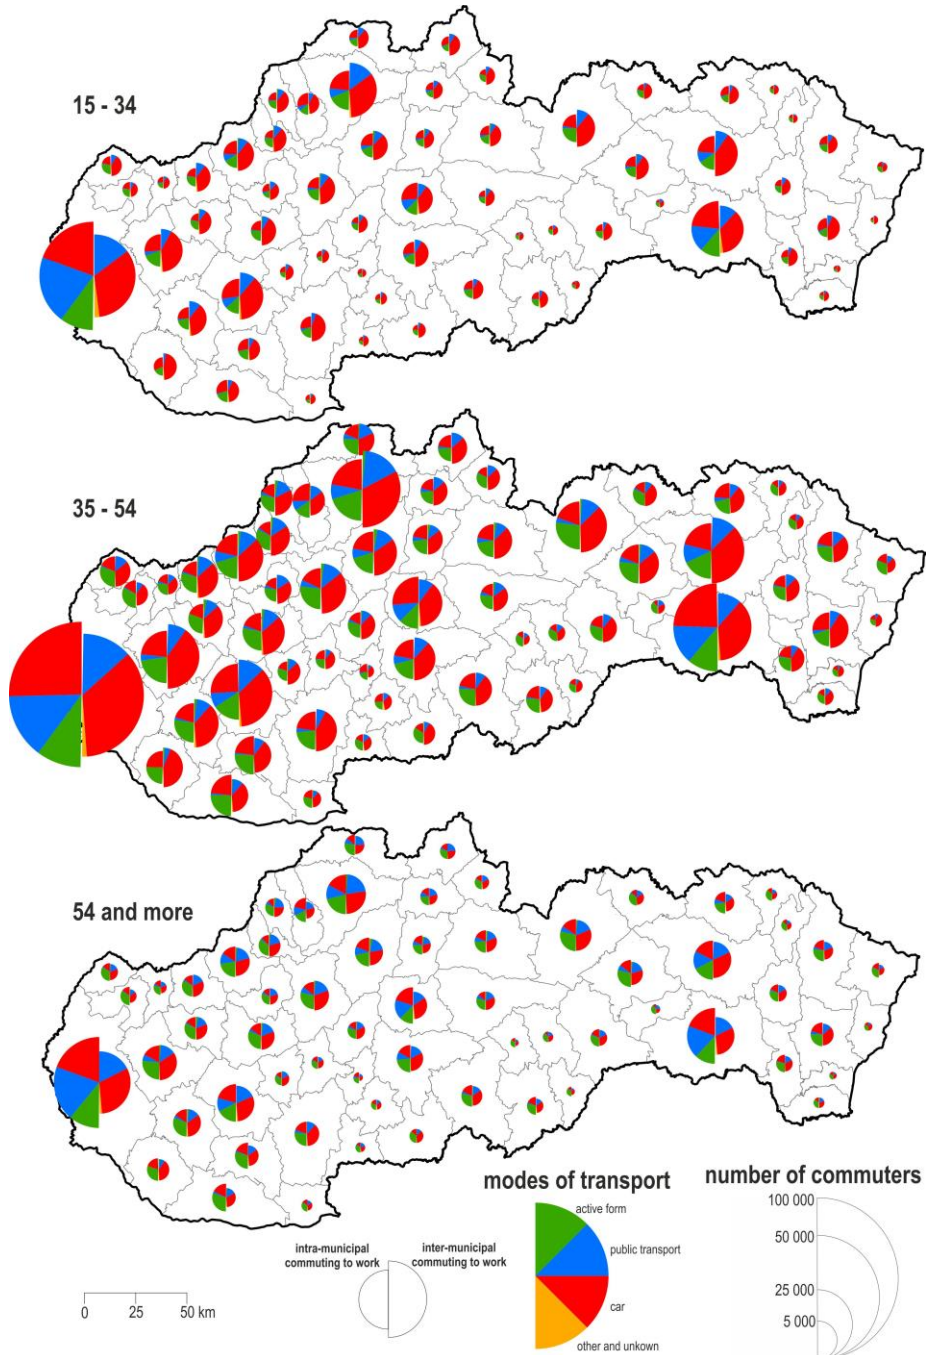 15 - 34
35 - 54
54 and more
modes of transport
active form
public transport
car
other and unkown
number of commuters
100 000
50 000
25 000
5 000
intra-municipal
commuting to work
inter-municipal
commuting to work
0 25 50 km